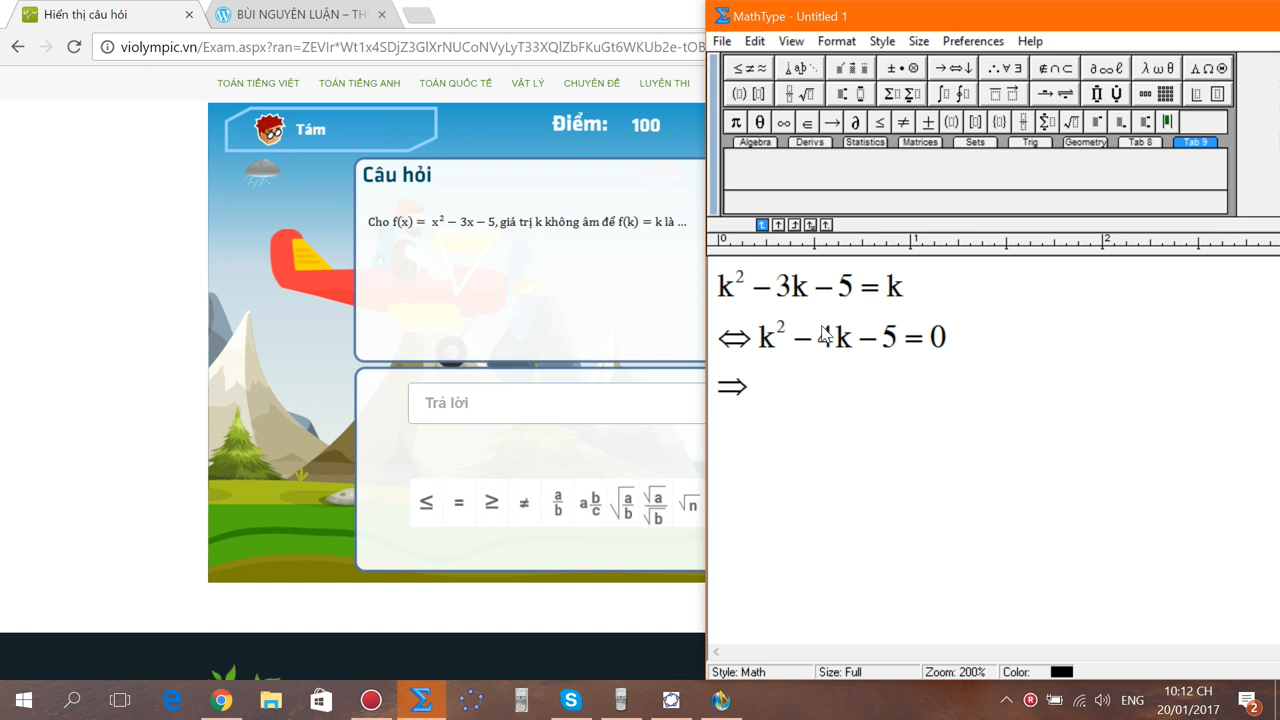 Hiển thị câu hỏi
BÙI NGUYÊN LUẬN – TH
violympic.vn/Exam.aspx?ran=
TOÁN TIẾNG VIỆT TOÁN TIẾNG ANH TOÁN QUỐC TẾ VẬT LÝ CHUYÊN ĐỀ LUYỆN THI
Tám
Điểm: 100
Câu hỏi
Cho f(x) = x² − 3x − 5, giá trị k không âm để f(k) = k là ...
Trả lời
≤ = ≥ ≠ a/b a b/c √a/b √a/√b √n
MathType - Untitled 1
File Edit View Format Style Size Preferences Help
Algebra Derivs Statistics Matrices Sets Trig Geometry Tab 8 Tab 9
0 1 2
k² − 3k − 5 = k
⇔ k² − 4k − 5 = 0
⇒
Style: Math Size: Full Zoom: 200% Color:
ENG
10:12 CH
20/01/2017
2